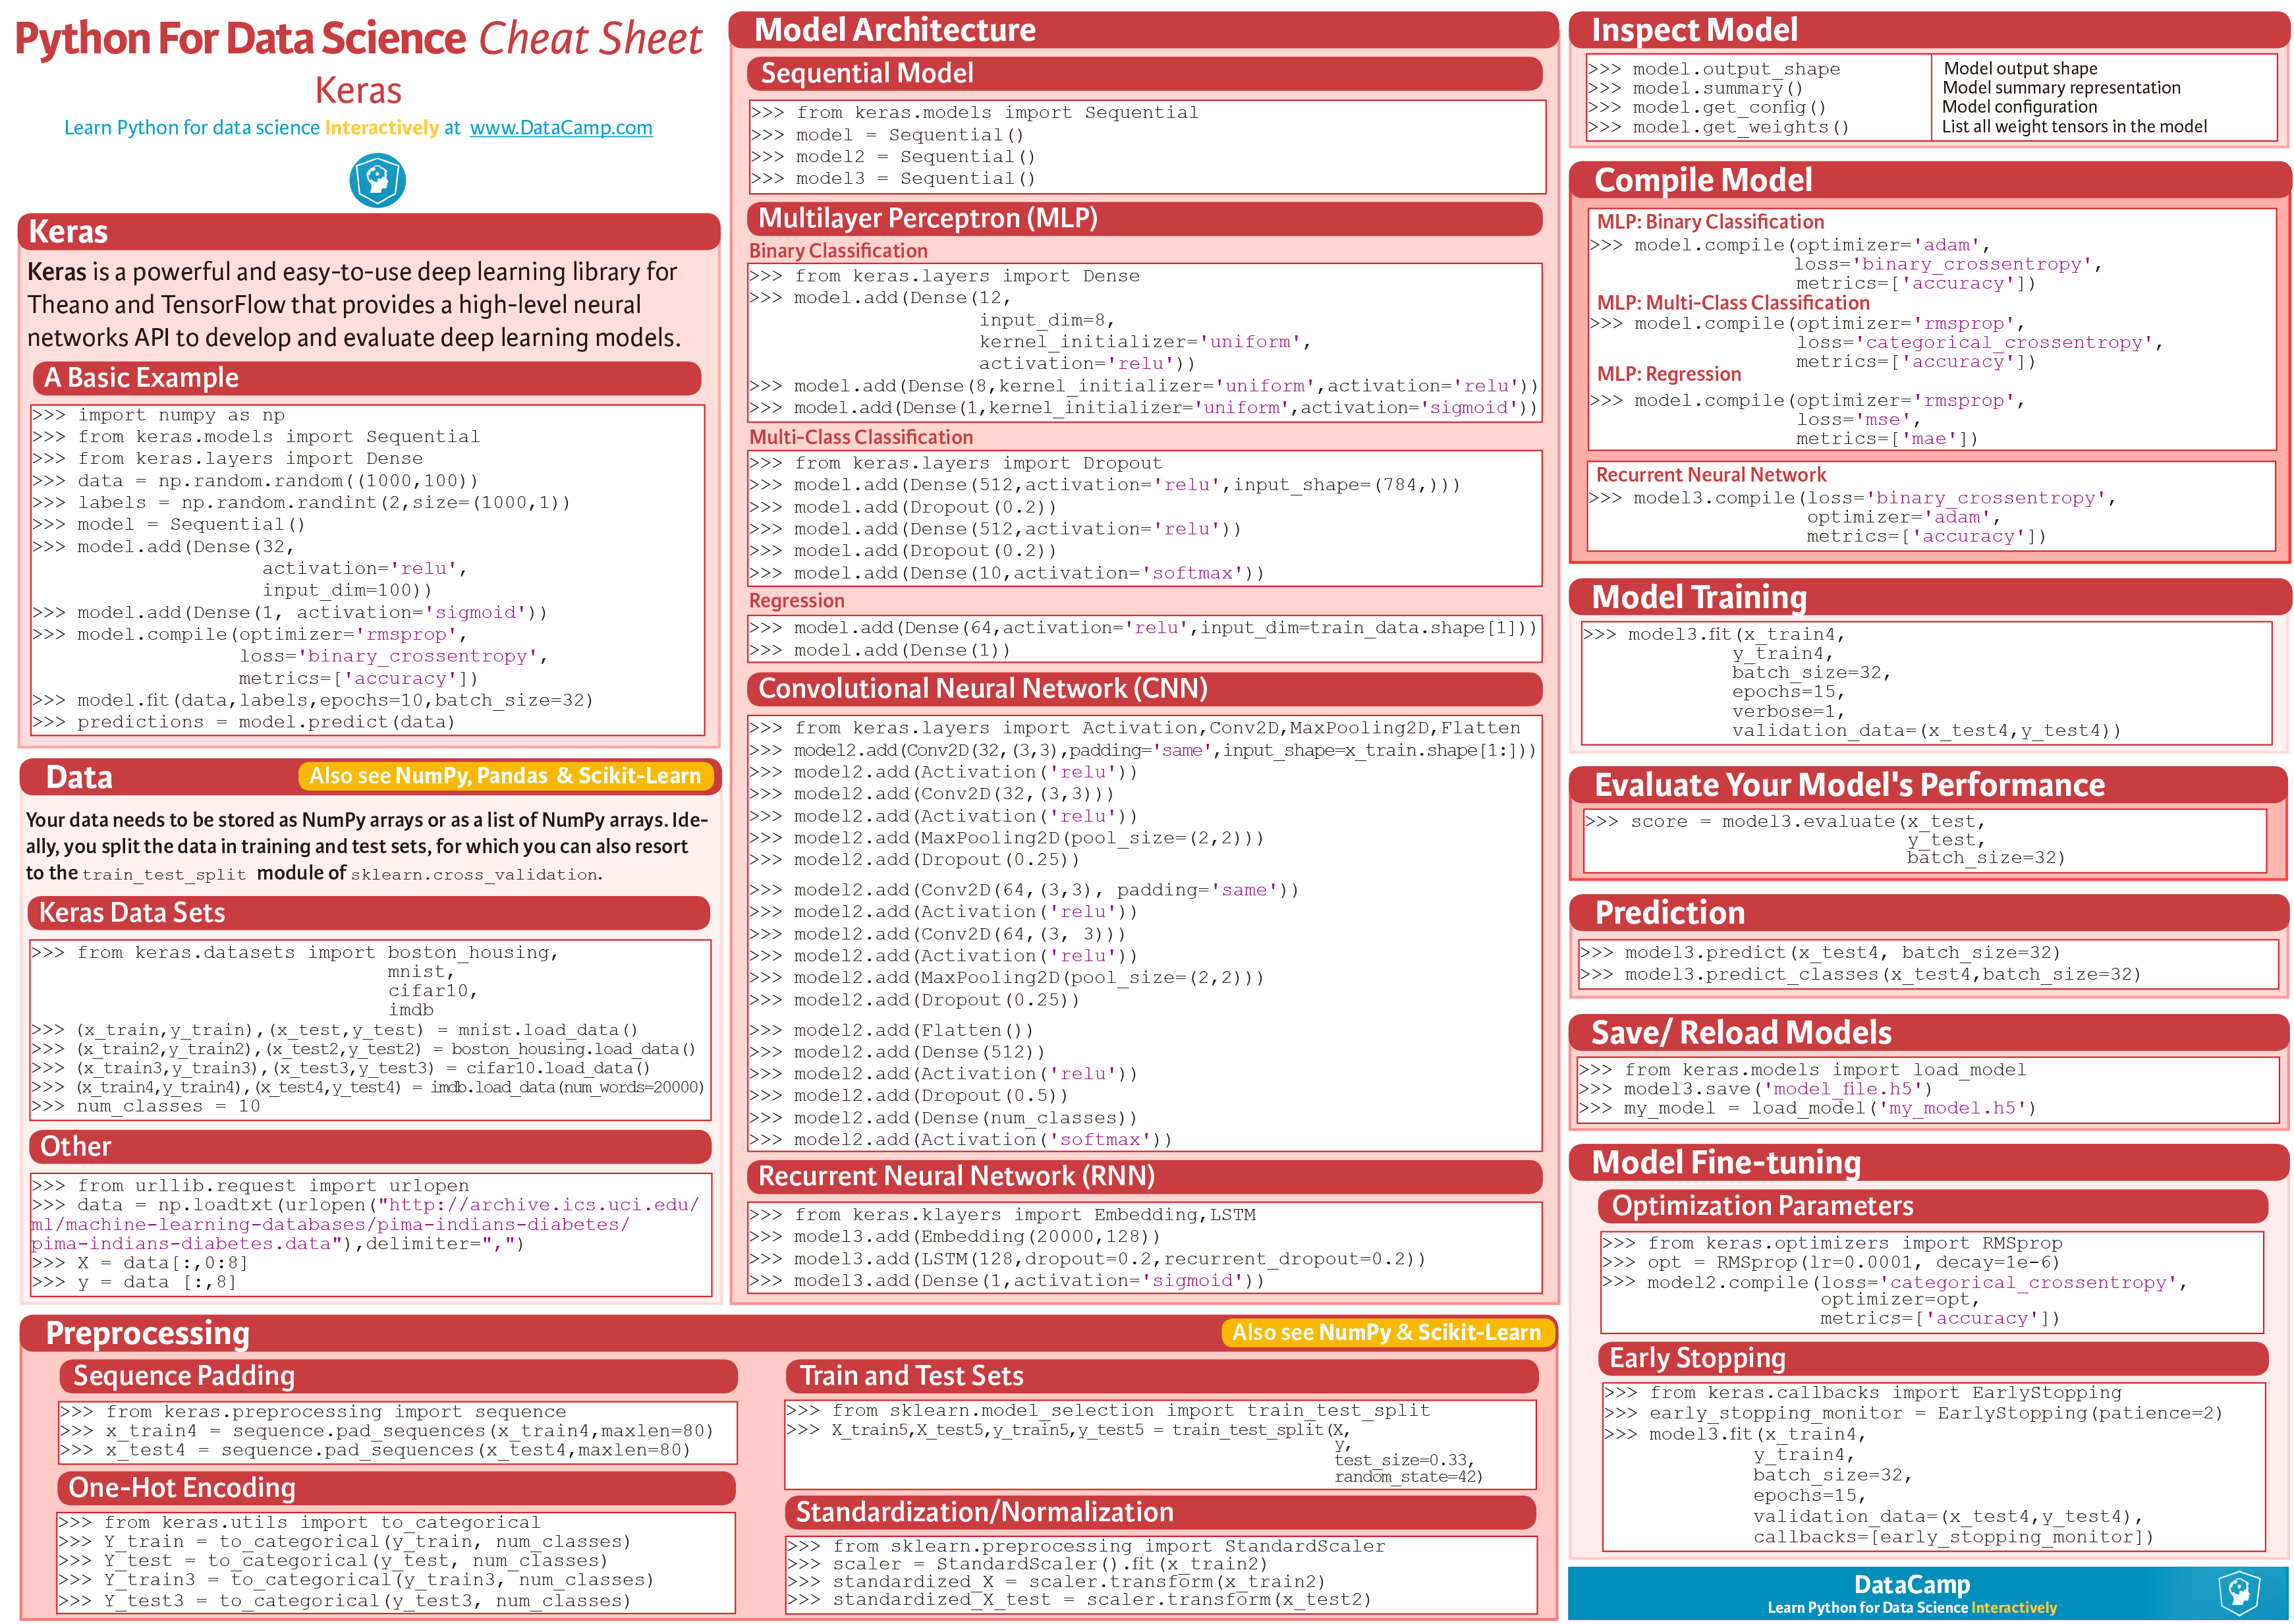 Python For Data Science Cheat Sheet
Keras
Learn Python for data science Interactively at www.DataCamp.com
Keras
Keras is a powerful and easy-to-use deep learning library for
Theano and TensorFlow that provides a high-level neural
networks API to develop and evaluate deep learning models.
A Basic Example
>>> import numpy as np
>>> from keras.models import Sequential
>>> from keras.layers import Dense
>>> data = np.random.random((1000,100))
>>> labels = np.random.randint(2,size=(1000,1))
>>> model = Sequential()
>>> model.add(Dense(32,
activation='relu',
input_dim=100))
>>> model.add(Dense(1, activation='sigmoid'))
>>> model.compile(optimizer='rmsprop',
loss='binary_crossentropy',
metrics=['accuracy'])
>>> model.fit(data,labels,epochs=10,batch_size=32)
>>> predictions = model.predict(data)
Data
Also see NumPy, Pandas & Scikit-Learn
Your data needs to be stored as NumPy arrays or as a list of NumPy arrays. Ide-
ally, you split the data in training and test sets, for which you can also resort
to the train_test_split module of sklearn.cross_validation.
Keras Data Sets
>>> from keras.datasets import boston_housing,
mnist,
cifar10,
imdb
>>> (x_train,y_train),(x_test,y_test) = mnist.load_data()
>>> (x_train2,y_train2),(x_test2,y_test2) = boston_housing.load_data()
>>> (x_train3,y_train3),(x_test3,y_test3) = cifar10.load_data()
>>> (x_train4,y_train4),(x_test4,y_test4) = imdb.load_data(num_words=20000)
>>> num_classes = 10
Other
>>> from urllib.request import urlopen
>>> data = np.loadtxt(urlopen("http://archive.ics.uci.edu/
ml/machine-learning-databases/pima-indians-diabetes/
pima-indians-diabetes.data"),delimiter=",")
>>> X = data[:,0:8]
>>> y = data [:,8]
Model Architecture
Sequential Model
>>> from keras.models import Sequential
>>> model = Sequential()
>>> model2 = Sequential()
>>> model3 = Sequential()
Multilayer Perceptron (MLP)
Binary Classification
>>> from keras.layers import Dense
>>> model.add(Dense(12,
input_dim=8,
kernel_initializer='uniform',
activation='relu'))
>>> model.add(Dense(8,kernel_initializer='uniform',activation='relu'))
>>> model.add(Dense(1,kernel_initializer='uniform',activation='sigmoid'))
Multi-Class Classification
>>> from keras.layers import Dropout
>>> model.add(Dense(512,activation='relu',input_shape=(784,)))
>>> model.add(Dropout(0.2))
>>> model.add(Dense(512,activation='relu'))
>>> model.add(Dropout(0.2))
>>> model.add(Dense(10,activation='softmax'))
Regression
>>> model.add(Dense(64,activation='relu',input_dim=train_data.shape[1]))
>>> model.add(Dense(1))
Convolutional Neural Network (CNN)
>>> from keras.layers import Activation,Conv2D,MaxPooling2D,Flatten
>>> model2.add(Conv2D(32,(3,3),padding='same',input_shape=x_train.shape[1:]))
>>> model2.add(Activation('relu'))
>>> model2.add(Conv2D(32,(3,3)))
>>> model2.add(Activation('relu'))
>>> model2.add(MaxPooling2D(pool_size=(2,2)))
>>> model2.add(Dropout(0.25))
>>> model2.add(Conv2D(64,(3,3), padding='same'))
>>> model2.add(Activation('relu'))
>>> model2.add(Conv2D(64,(3, 3)))
>>> model2.add(Activation('relu'))
>>> model2.add(MaxPooling2D(pool_size=(2,2)))
>>> model2.add(Dropout(0.25))
>>> model2.add(Flatten())
>>> model2.add(Dense(512))
>>> model2.add(Activation('relu'))
>>> model2.add(Dropout(0.5))
>>> model2.add(Dense(num_classes))
>>> model2.add(Activation('softmax'))
Recurrent Neural Network (RNN)
>>> from keras.klayers import Embedding,LSTM
>>> model3.add(Embedding(20000,128))
>>> model3.add(LSTM(128,dropout=0.2,recurrent_dropout=0.2))
>>> model3.add(Dense(1,activation='sigmoid'))
Preprocessing
Also see NumPy & Scikit-Learn
Sequence Padding
>>> from keras.preprocessing import sequence
>>> x_train4 = sequence.pad_sequences(x_train4,maxlen=80)
>>> x_test4 = sequence.pad_sequences(x_test4,maxlen=80)
One-Hot Encoding
>>> from keras.utils import to_categorical
>>> Y_train = to_categorical(y_train, num_classes)
>>> Y_test = to_categorical(y_test, num_classes)
>>> Y_train3 = to_categorical(y_train3, num_classes)
>>> Y_test3 = to_categorical(y_test3, num_classes)
Train and Test Sets
>>> from sklearn.model_selection import train_test_split
>>> X_train5,X_test5,y_train5,y_test5 = train_test_split(X,
y,
test_size=0.33,
random_state=42)
Standardization/Normalization
>>> from sklearn.preprocessing import StandardScaler
>>> scaler = StandardScaler().fit(x_train2)
>>> standardized_X = scaler.transform(x_train2)
>>> standardized_X_test = scaler.transform(x_test2)
Inspect Model
>>> model.output_shape Model output shape
>>> model.summary() Model summary representation
>>> model.get_config() Model configuration
>>> model.get_weights() List all weight tensors in the model
Compile Model
MLP: Binary Classification
>>> model.compile(optimizer='adam',
loss='binary_crossentropy',
metrics=['accuracy'])
MLP: Multi-Class Classification
>>> model.compile(optimizer='rmsprop',
loss='categorical_crossentropy',
metrics=['accuracy'])
MLP: Regression
>>> model.compile(optimizer='rmsprop',
loss='mse',
metrics=['mae'])
Recurrent Neural Network
>>> model3.compile(loss='binary_crossentropy',
optimizer='adam',
metrics=['accuracy'])
Model Training
>>> model3.fit(x_train4,
y_train4,
batch_size=32,
epochs=15,
verbose=1,
validation_data=(x_test4,y_test4))
Evaluate Your Model's Performance
>>> score = model3.evaluate(x_test,
y_test,
batch_size=32)
Prediction
>>> model3.predict(x_test4, batch_size=32)
>>> model3.predict_classes(x_test4,batch_size=32)
Save/ Reload Models
>>> from keras.models import load_model
>>> model3.save('model_file.h5')
>>> my_model = load_model('my_model.h5')
Model Fine-tuning
Optimization Parameters
>>> from keras.optimizers import RMSprop
>>> opt = RMSprop(lr=0.0001, decay=1e-6)
>>> model2.compile(loss='categorical_crossentropy',
optimizer=opt,
metrics=['accuracy'])
Early Stopping
>>> from keras.callbacks import EarlyStopping
>>> early_stopping_monitor = EarlyStopping(patience=2)
>>> model3.fit(x_train4,
y_train4,
batch_size=32,
epochs=15,
validation_data=(x_test4,y_test4),
callbacks=[early_stopping_monitor])
DataCamp
Learn Python for Data Science Interactively